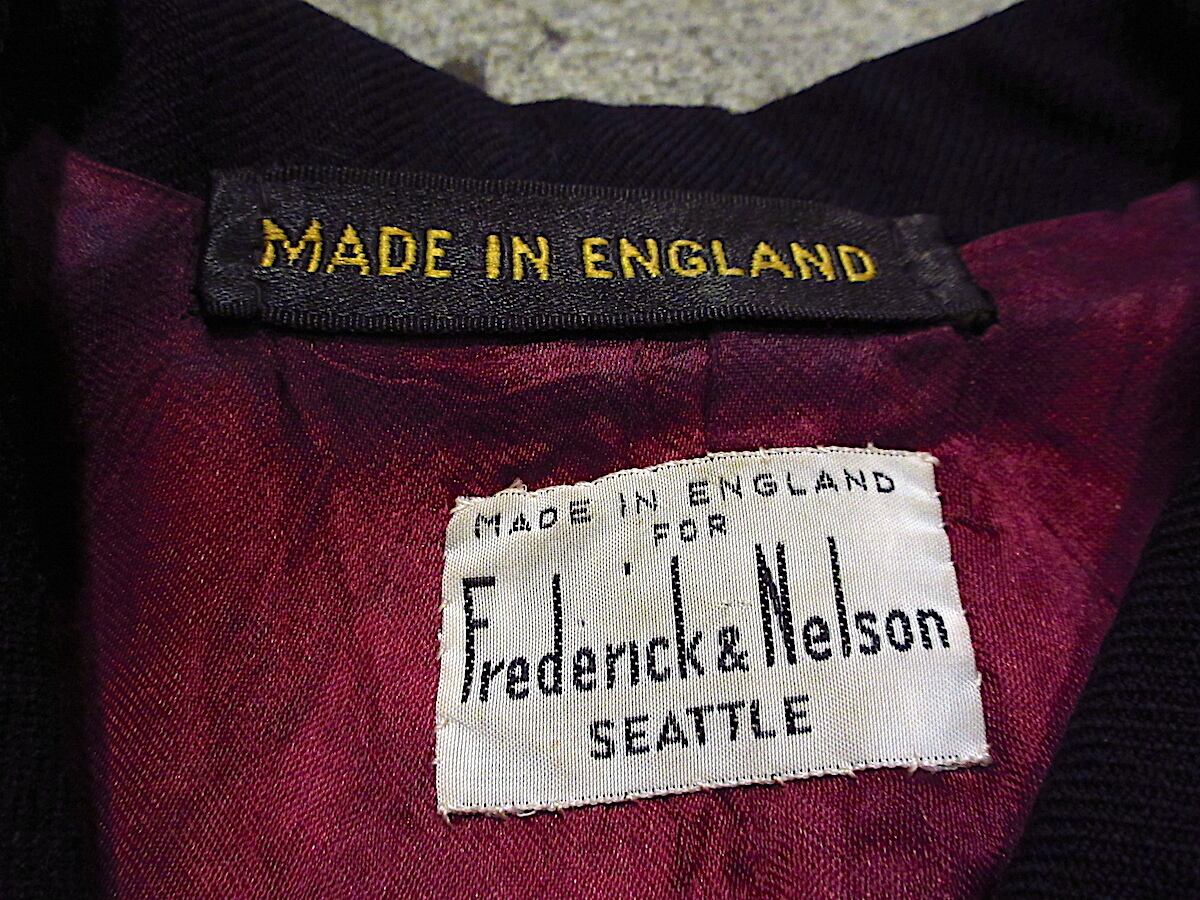 MADE IN ENGLAND
MADE IN ENGLAND
FOR
Frederick & Nelson
SEATTLE